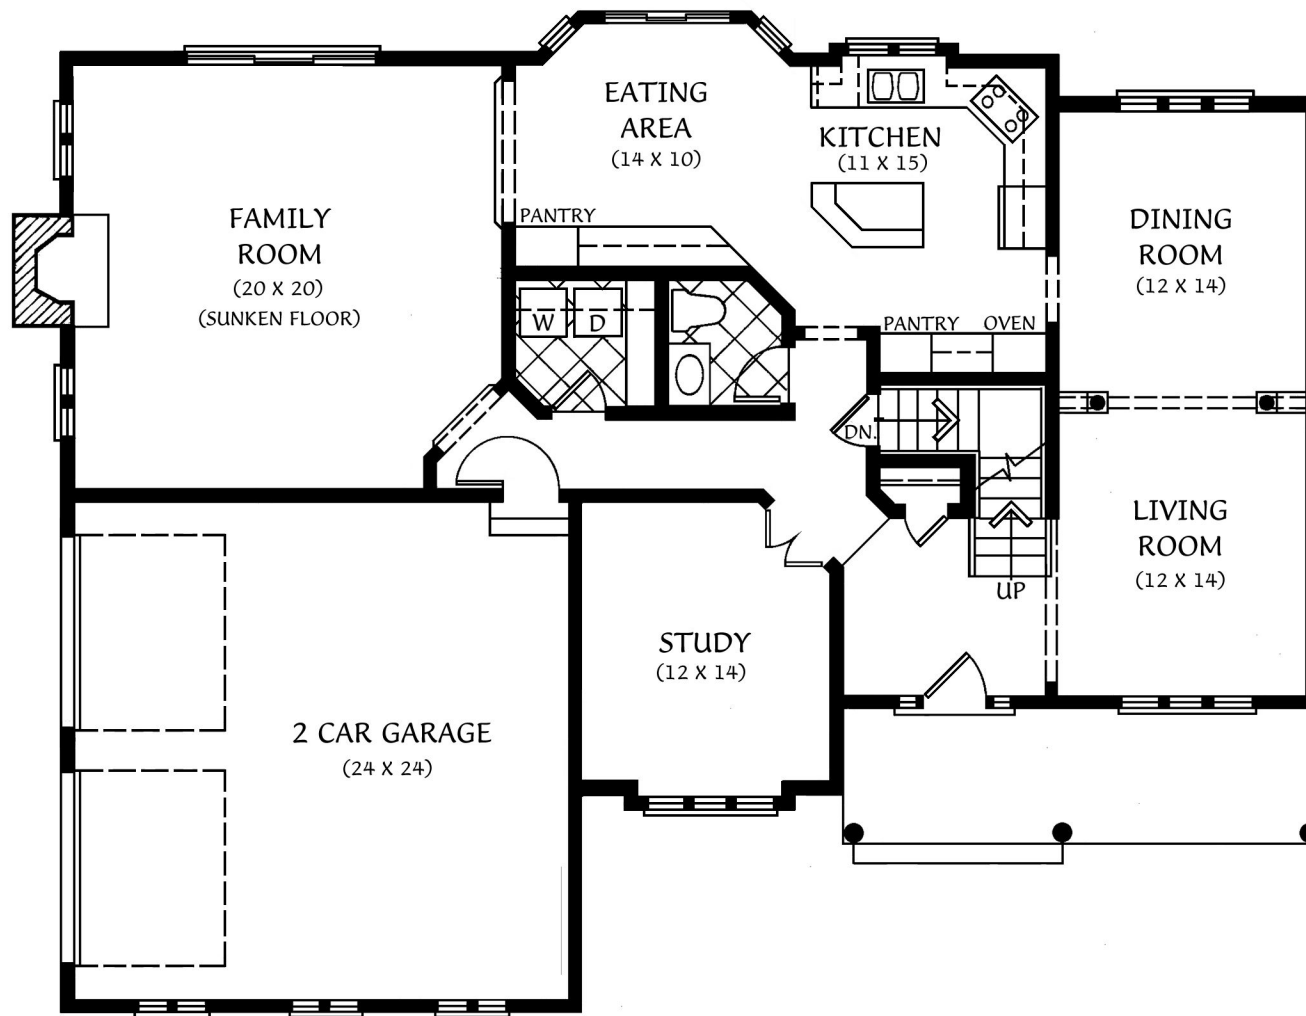 EATING
AREA
(14 X 10)
KITCHEN
(11 X 15)
FAMILY
ROOM
(20 X 20)
(SUNKEN FLOOR)
PANTRY
DINING
ROOM
(12 X 14)
W
D
PANTRY
OVEN
DN.
LIVING
ROOM
(12 X 14)
UP
STUDY
(12 X 14)
2 CAR GARAGE
(24 X 24)